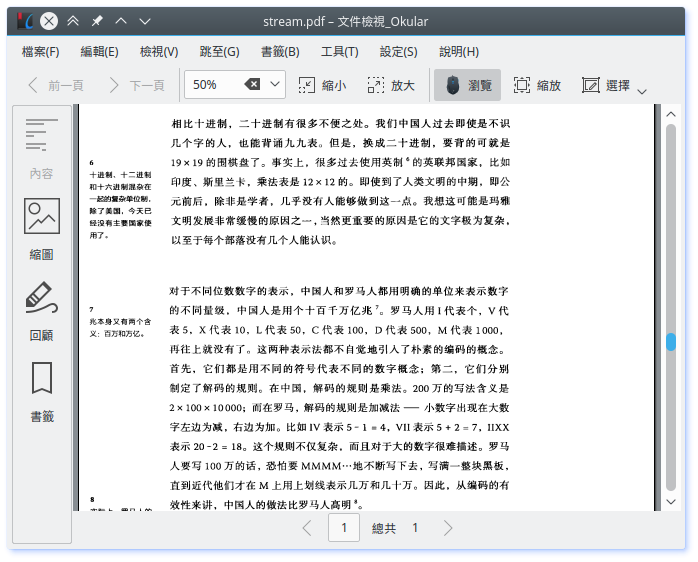 stream.pdf – 文件檢視_Okular
檔案(F) 編輯(E) 檢視(V) 跳至(G) 書籤(B) 工具(T) 設定(S) 說明(H)
前一頁 下一頁 50% 縮小 放大 瀏覽 縮放 選擇
內容
縮圖
回顧
書籤
相比十进制，二十进制有很多不便之处。我们中国人过去即使是不识
几个字的人，也能背诵九九表。但是，换成二十进制，要背的可就是
19×19 的围棋盘了。事实上，很多过去使用英制⁶的英联邦国家，比如
印度、斯里兰卡，乘法表是 12×12 的。即使到了人类文明的中期，即公
元前后，除非是学者，几乎没有人能够做到这一点。我想这可能是玛雅
文明发展非常缓慢的原因之一，当然更重要的原因是它的文字极为复杂，
以至于每个部落没有几个人能认识。
6
十进制、十二进制
和十六进制混杂在
一起的复杂单位制，
除了美国，今天已
经没有主要国家使
用了。
对于不同位数数字的表示，中国人和罗马人都用明确的单位来表示数字
的不同量级，中国人是用个十百千万亿兆⁷。罗马人用 I 代表个，V 代
表 5，X 代表 10，L 代表 50，C 代表 100，D 代表 500，M 代表 1000，
再往上就没有了。这两种表示法都不自觉地引入了朴素的编码的概念。
首先，它们都是用不同的符号代表不同的数字概念；第二，它们分别
制定了解码的规则。在中国，解码的规则是乘法。200 万的写法含义是
2×100×10000；而在罗马，解码的规则是加减法 —— 小数字出现在大数
字左边为减，右边为加。比如 IV 表示 5－1 = 4，VII 表示 5 + 2 = 7，IIXX
表示 20－2 = 18。这个规则不仅复杂，而且对于大的数字很难描述。罗马
人要写 100 万的话，恐怕要 MMMM…地不断写下去，写满一整块黑板，
直到近代他们才在 M 上用上划线表示几万和几十万。因此，从编码的有
效性来讲，中国人的做法比罗马人高明⁸。
7
兆本身又有两个含
义：百万和万亿。
8
1 總共 1